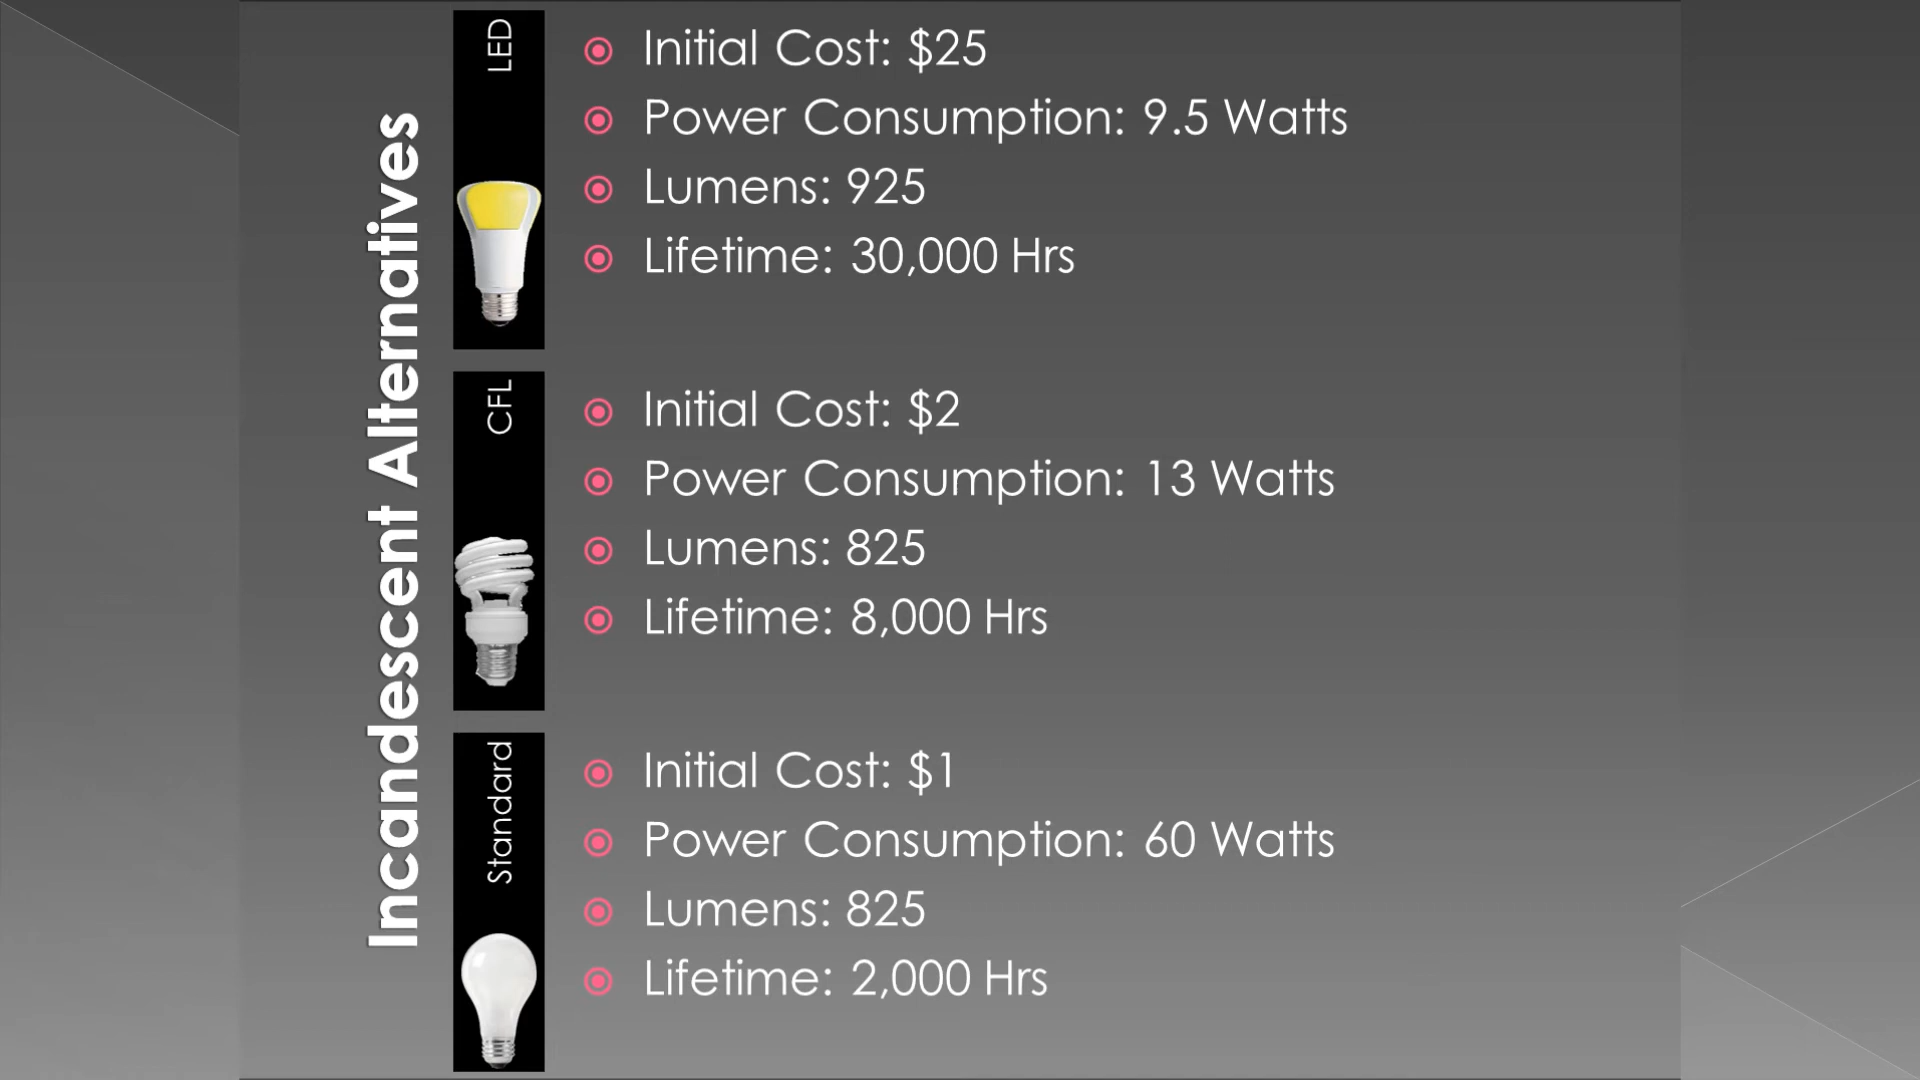 Incandescent Alternatives
LED
Initial Cost: $25
Power Consumption: 9.5 Watts
Lumens: 925
Lifetime: 30,000 Hrs
CFL
Initial Cost: $2
Power Consumption: 13 Watts
Lumens: 825
Lifetime: 8,000 Hrs
Standard
Initial Cost: $1
Power Consumption: 60 Watts
Lumens: 825
Lifetime: 2,000 Hrs